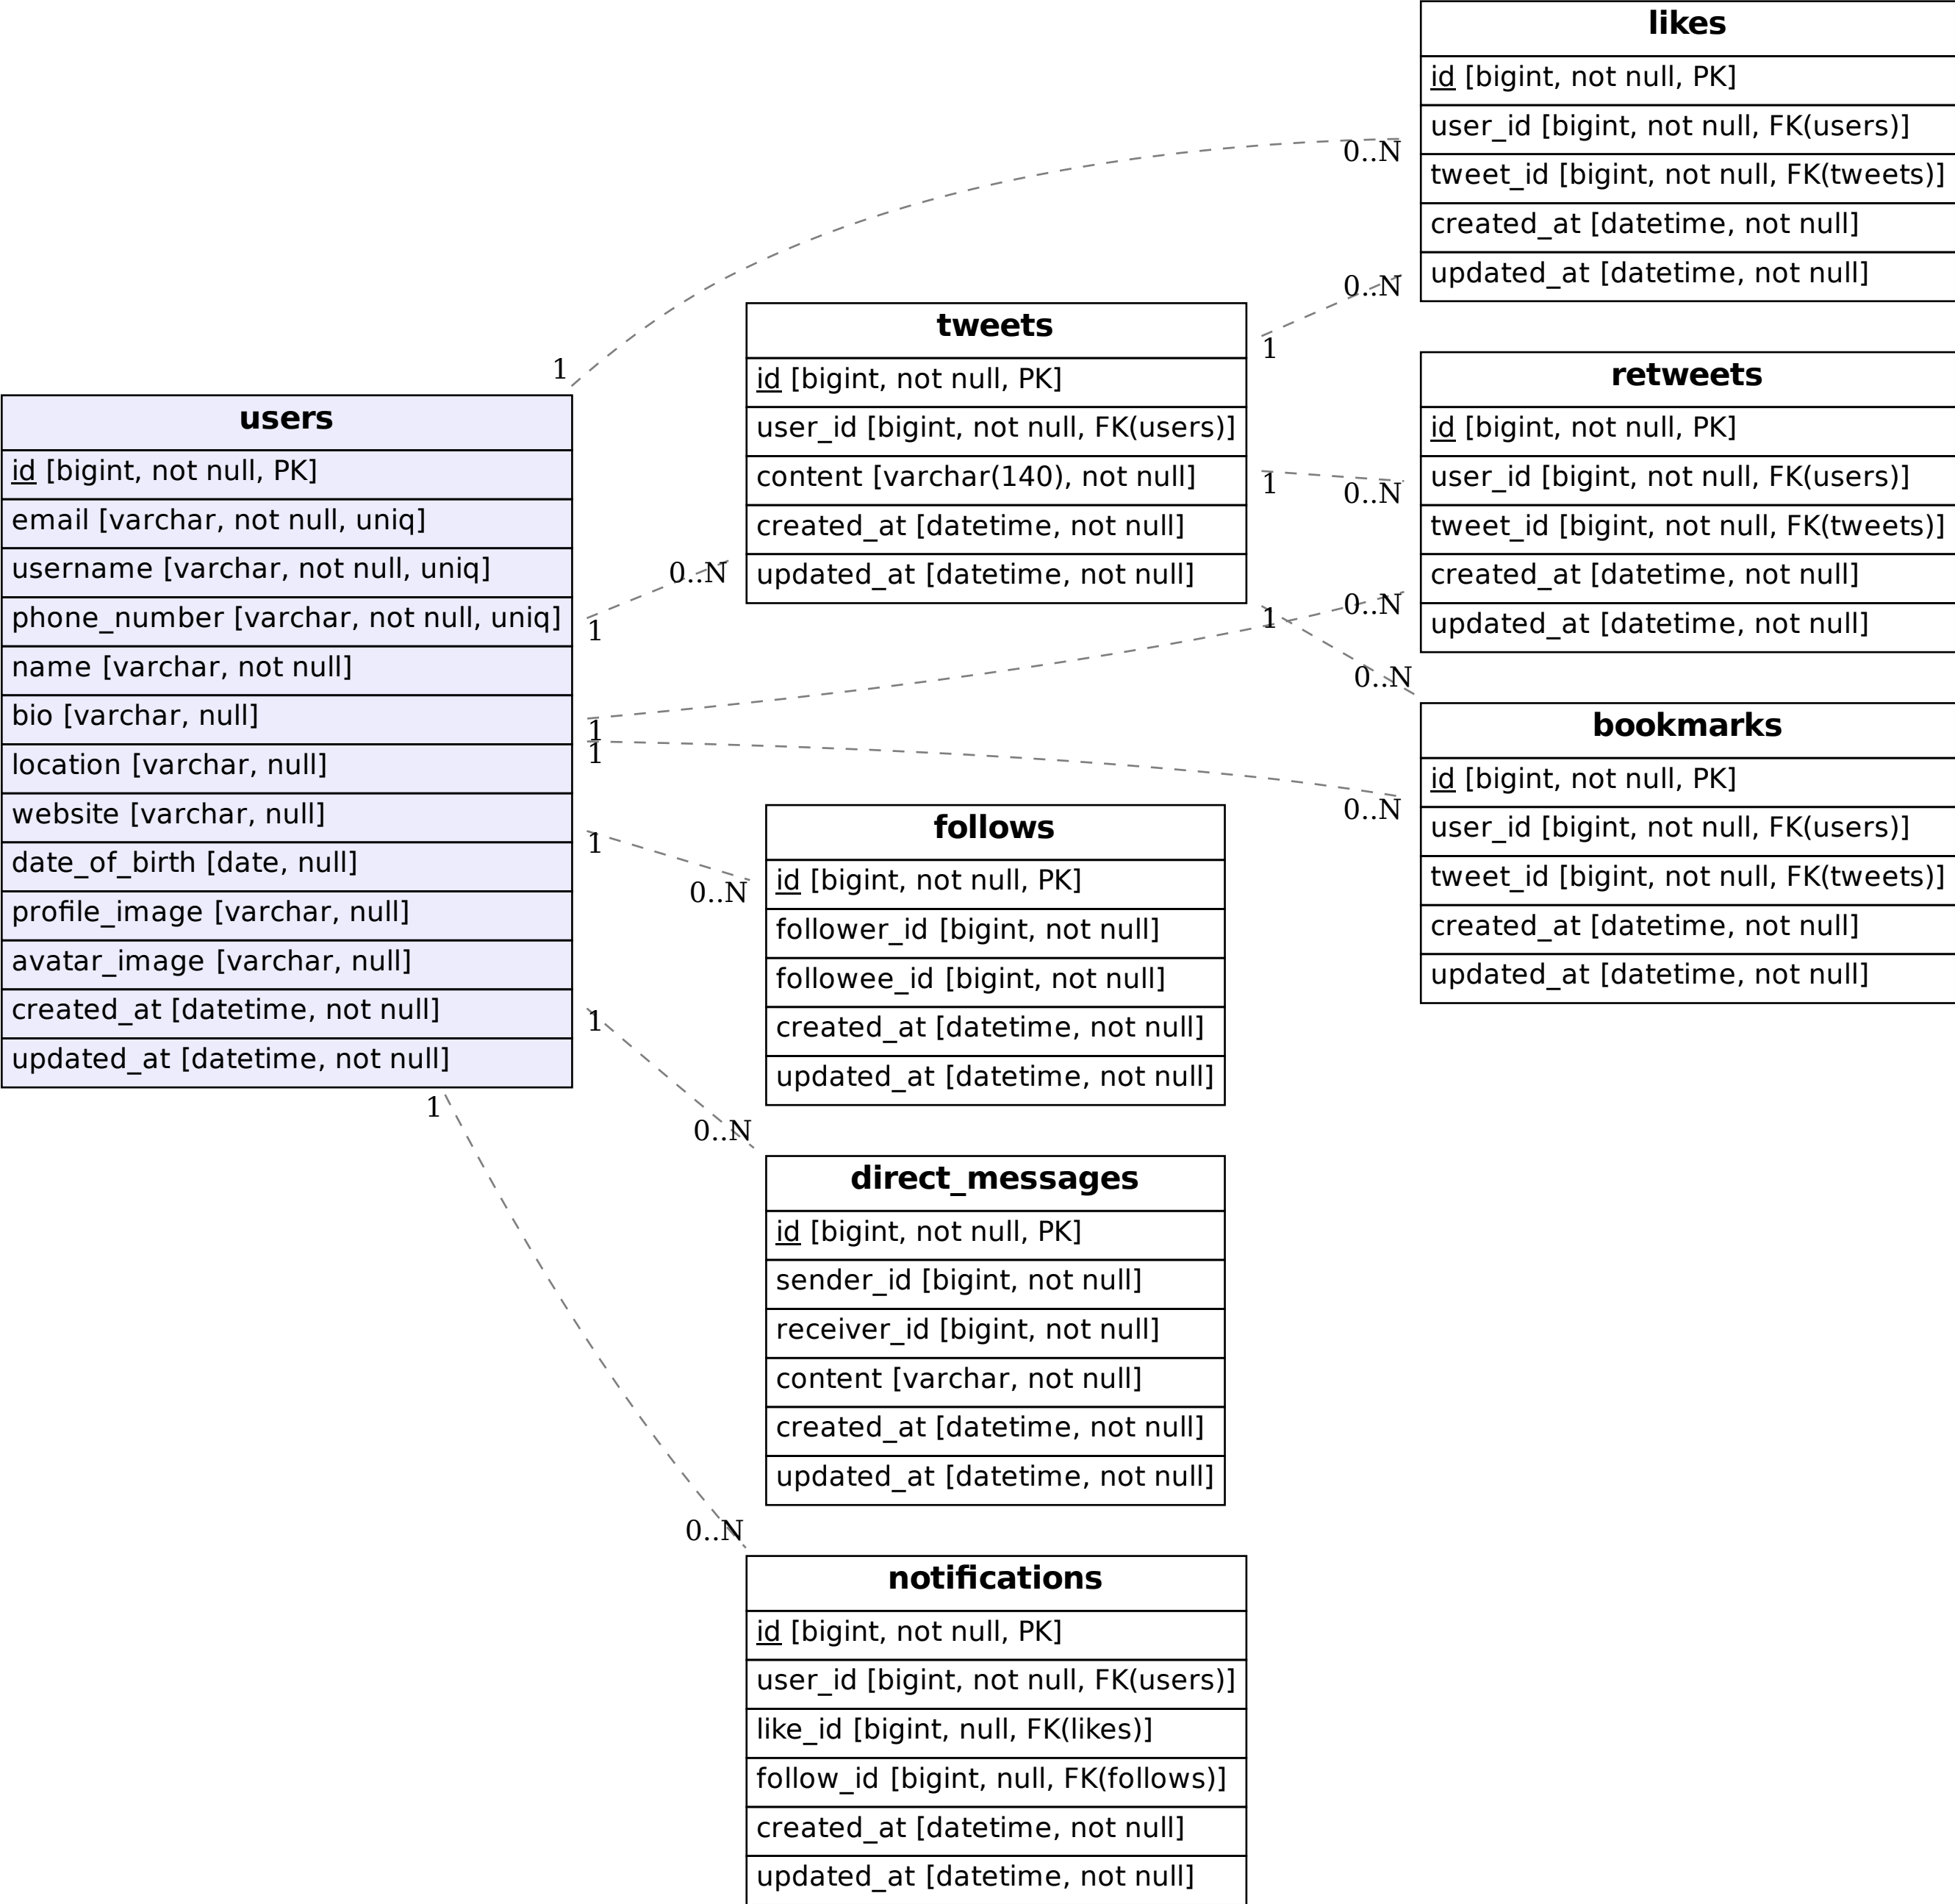 users
id [bigint, not null, PK]
email [varchar, not null, uniq]
username [varchar, not null, uniq]
phone_number [varchar, not null, uniq]
name [varchar, not null]
bio [varchar, null]
location [varchar, null]
website [varchar, null]
date_of_birth [date, null]
profile_image [varchar, null]
avatar_image [varchar, null]
created_at [datetime, not null]
updated_at [datetime, not null]
1
0..N
1
0..N
1
0..N
1
0..N
1
0..N
1
0..N
1
0..N
tweets
id [bigint, not null, PK]
user_id [bigint, not null, FK(users)]
content [varchar(140), not null]
created_at [datetime, not null]
updated_at [datetime, not null]
1
0..N
1
0..N
1
0..N
follows
id [bigint, not null, PK]
follower_id [bigint, not null]
followee_id [bigint, not null]
created_at [datetime, not null]
updated_at [datetime, not null]
direct_messages
id [bigint, not null, PK]
sender_id [bigint, not null]
receiver_id [bigint, not null]
content [varchar, not null]
created_at [datetime, not null]
updated_at [datetime, not null]
notifications
id [bigint, not null, PK]
user_id [bigint, not null, FK(users)]
like_id [bigint, null, FK(likes)]
follow_id [bigint, null, FK(follows)]
created_at [datetime, not null]
updated_at [datetime, not null]
likes
id [bigint, not null, PK]
user_id [bigint, not null, FK(users)]
tweet_id [bigint, not null, FK(tweets)]
created_at [datetime, not null]
updated_at [datetime, not null]
retweets
id [bigint, not null, PK]
user_id [bigint, not null, FK(users)]
tweet_id [bigint, not null, FK(tweets)]
created_at [datetime, not null]
updated_at [datetime, not null]
bookmarks
id [bigint, not null, PK]
user_id [bigint, not null, FK(users)]
tweet_id [bigint, not null, FK(tweets)]
created_at [datetime, not null]
updated_at [datetime, not null]